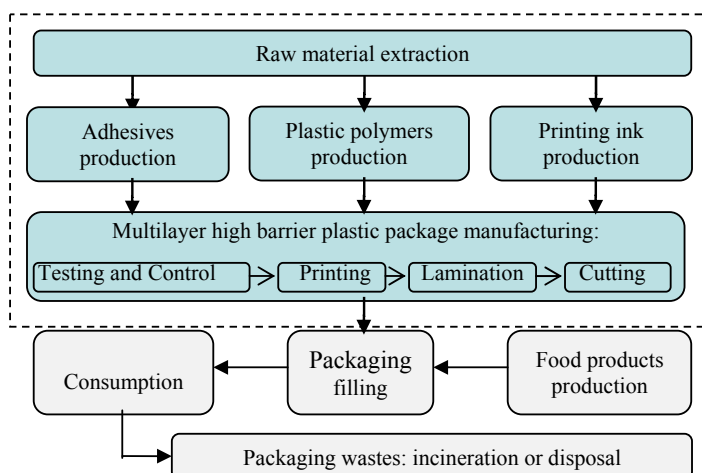 Raw material extraction
Adhesives
production
Plastic polymers
production
Printing ink
production
Multilayer high barrier plastic package manufacturing:
Testing and Control
Printing
Lamination
Cutting
Consumption
Packaging
filling
Food products
production
Packaging wastes: incineration or disposal